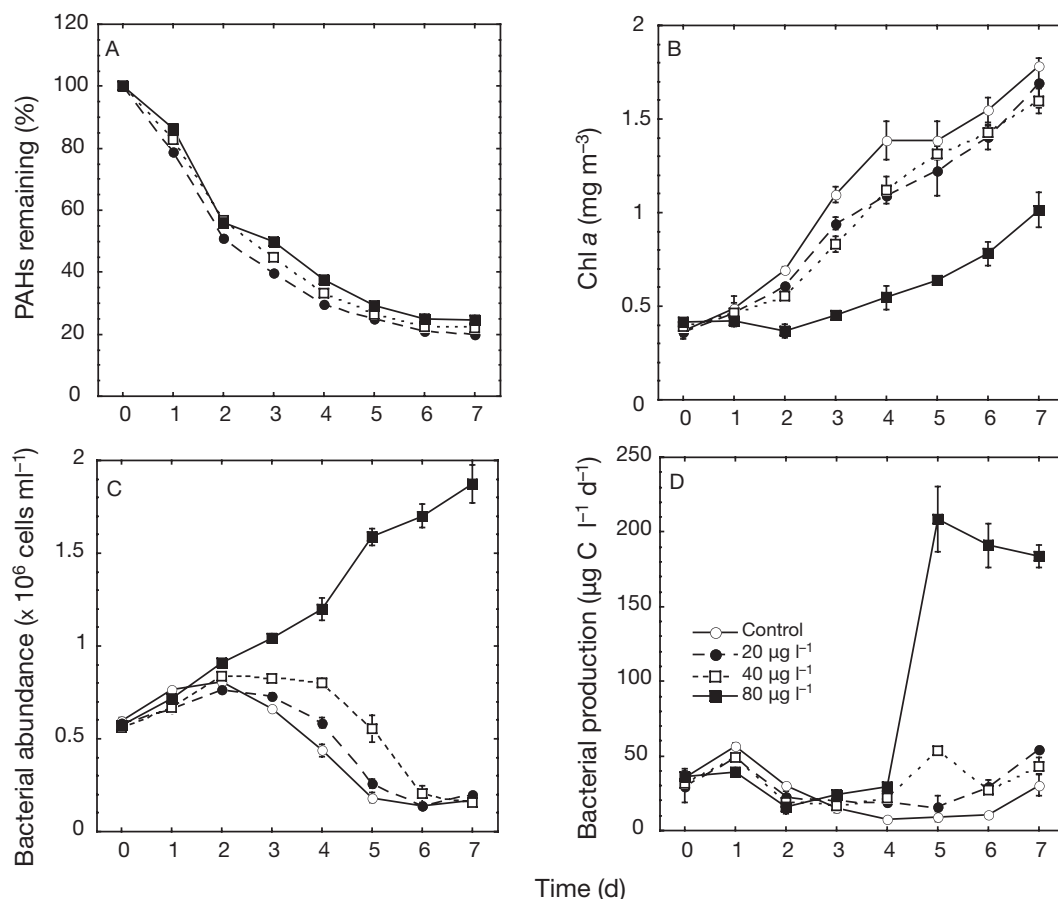 A
PAHs remaining (%)
120
100
80
60
40
20
0
0 1 2 3 4 5 6 7
B
Chl a (mg m⁻³)
2
1.5
1
0.5
0
0 1 2 3 4 5 6 7
C
Bacterial abundance (x 10⁶ cells ml⁻¹)
2
1.5
1
0.5
0
0 1 2 3 4 5 6 7
D
Bacterial production (µg C l⁻¹ d⁻¹)
250
200
150
100
50
0
Control
20 µg l⁻¹
40 µg l⁻¹
80 µg l⁻¹
0 1 2 3 4 5 6 7
Time (d)